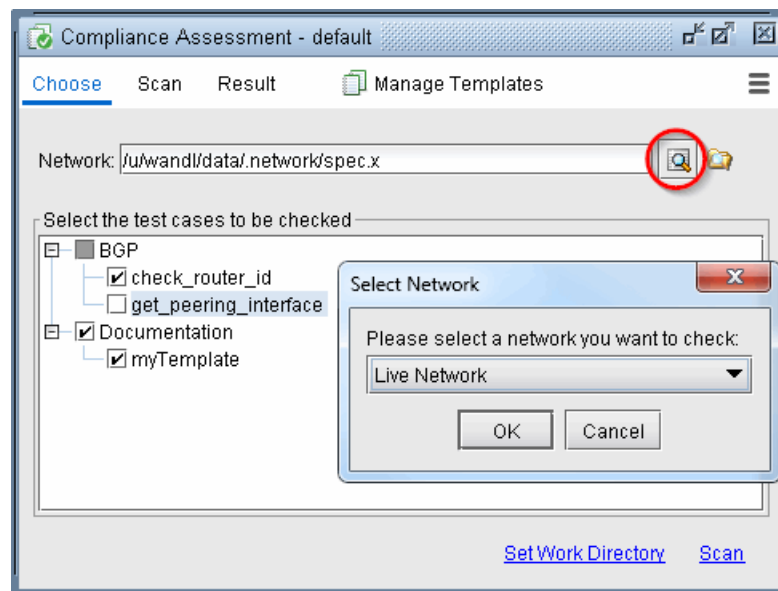 Compliance Assessment - default
Choose Scan Result Manage Templates
Network: /u/wandl/data/.network/spec.x
Select the test cases to be checked
BGP
check_router_id
get_peering_interface
Documentation
myTemplate
Select Network
Please select a network you want to check:
Live Network
OK Cancel
Set Work Directory Scan